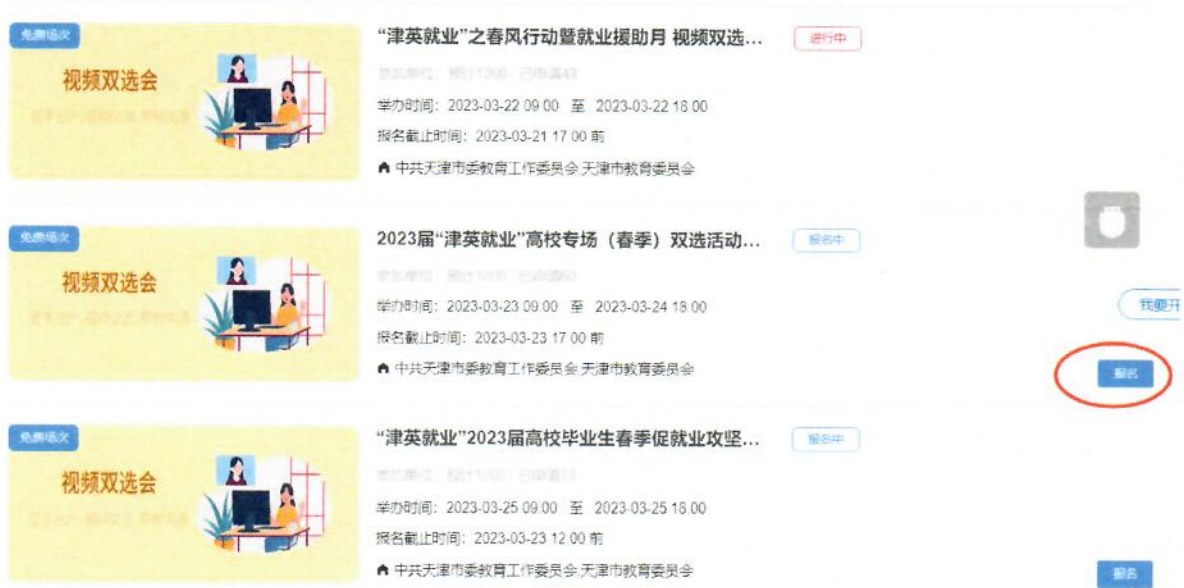 免费场次
视频双选会
“津英就业”之春风行动暨就业援助月 视频双选...
进行中
举办时间：2023-03-22 09:00 至 2023-03-22 18:00
报名截止时间：2023-03-21 17:00 前
中共天津市委教育工作委员会,天津市教育委员会
免费场次
视频双选会
2023届“津英就业”高校专场（春季）双选活动...
报名中
举办时间：2023-03-23 09:00 至 2023-03-24 18:00
我要开
报名截止时间：2023-03-23 17:00 前
中共天津市委教育工作委员会,天津市教育委员会
报名
免费场次
视频双选会
“津英就业”2023届高校毕业生春季促就业攻坚...
报名中
举办时间：2023-03-25 09:00 至 2023-03-25 18:00
报名截止时间：2023-03-23 12:00 前
中共天津市委教育工作委员会,天津市教育委员会
报名